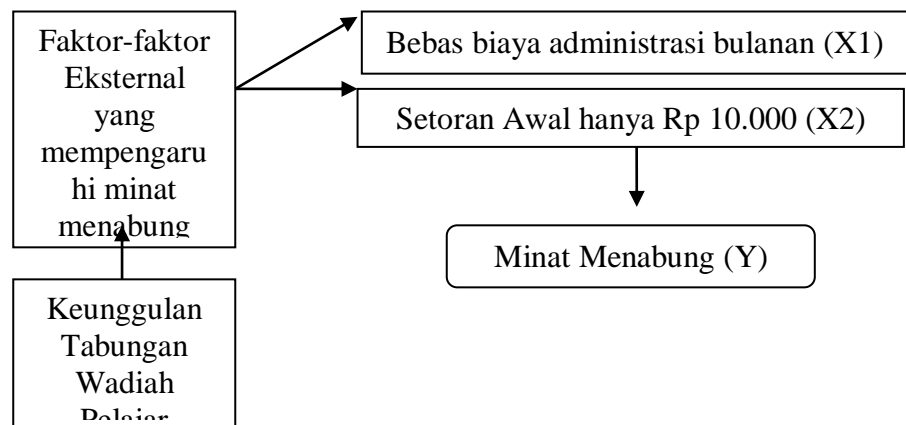 Faktor-faktor
Eksternal
yang
mempengaru
hi minat
menabung
Bebas biaya administrasi bulanan (X1)
Setoran Awal hanya Rp 10.000 (X2)
Minat Menabung (Y)
Keunggulan
Tabungan
Wadiah
Pelajar